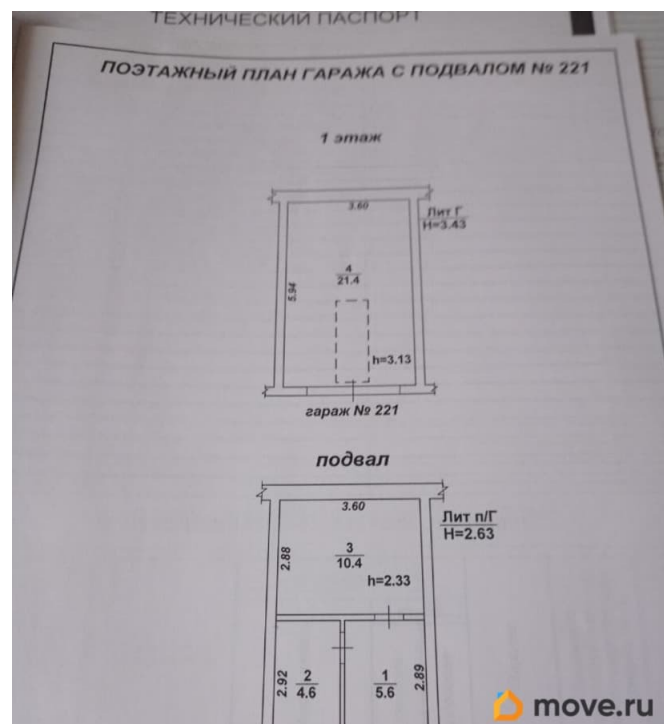 ТЕХНИЧЕСКИЙ ПАСПОРТ
ПОЭТАЖНЫЙ ПЛАН ГАРАЖА С ПОДВАЛОМ № 221
1 этаж
3.60
Лит Г
H=3.43
5.94
4
21.4
h=3.13
гараж № 221
подвал
3.60
Лит п/Г
H=2.63
2.88
3
10.4
h=2.33
2.92
2
4.6
1
5.6
2.89
move.ru